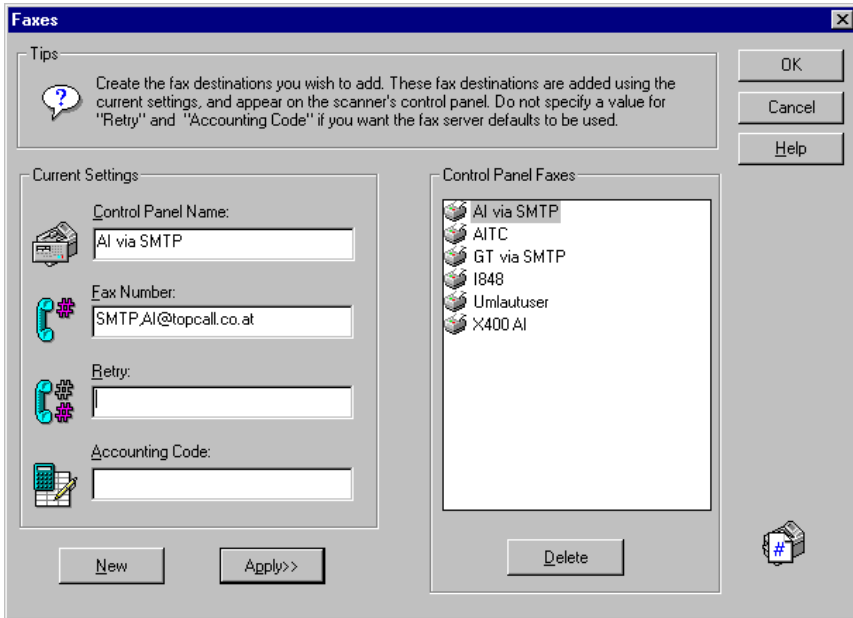 Faxes
Tips
Create the fax destinations you wish to add. These fax destinations are added using the
current settings, and appear on the scanner's control panel. Do not specify a value for
"Retry" and "Accounting Code" if you want the fax server defaults to be used.
OK
Cancel
Help
Current Settings
Control Panel Name:
AI via SMTP
Fax Number:
SMTP,AI@topcall.co.at
Retry:
Accounting Code:
New
Apply>>
Control Panel Faxes
AI via SMTP
AITC
GT via SMTP
I848
Umlautuser
X400 AI
Delete